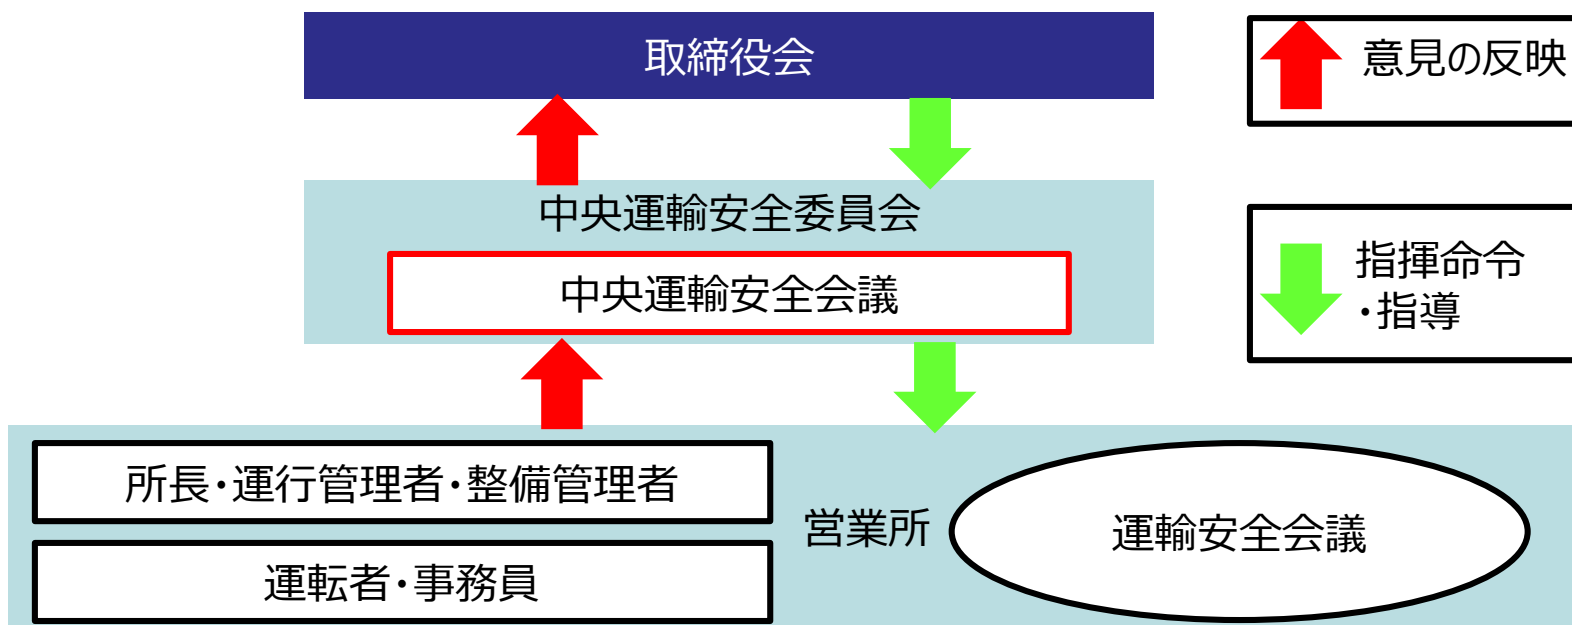 取締役会
意見の反映
中央運輸安全委員会
中央運輸安全会議
指揮命令
・指導
所長・運行管理者・整備管理者
営業所
運輸安全会議
運転者・事務員